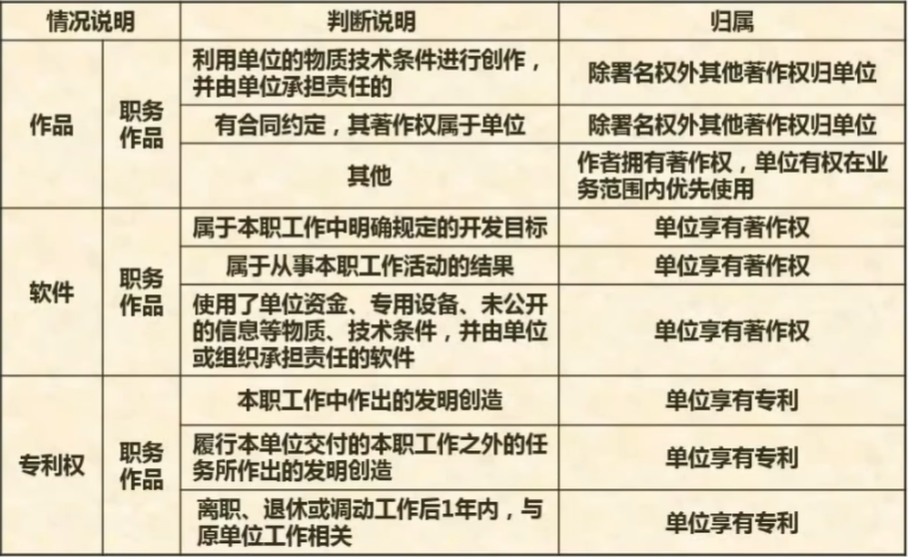 情况说明 判断说明 归属
作品
职务
作品
利用单位的物质技术条件进行创作，
并由单位承担责任的
除署名权外其他著作权归单位
有合同约定，其著作权属于单位
除署名权外其他著作权归单位
其他
作者拥有著作权，单位有权在业
务范围内优先使用
软件
职务
作品
属于本职工作中明确规定的开发目标
单位享有著作权
属于从事本职工作活动的结果
单位享有著作权
使用了单位资金、专用设备、未公开
的信息等物质、技术条件，并由单位
或组织承担责任的软件
单位享有著作权
专利权
职务
作品
本职工作中作出的发明创造
单位享有专利
履行本单位交付的本职工作之外的任
务所作出的发明创造
单位享有专利
离职、退休或调动工作后1年内，与
原单位工作相关
单位享有专利